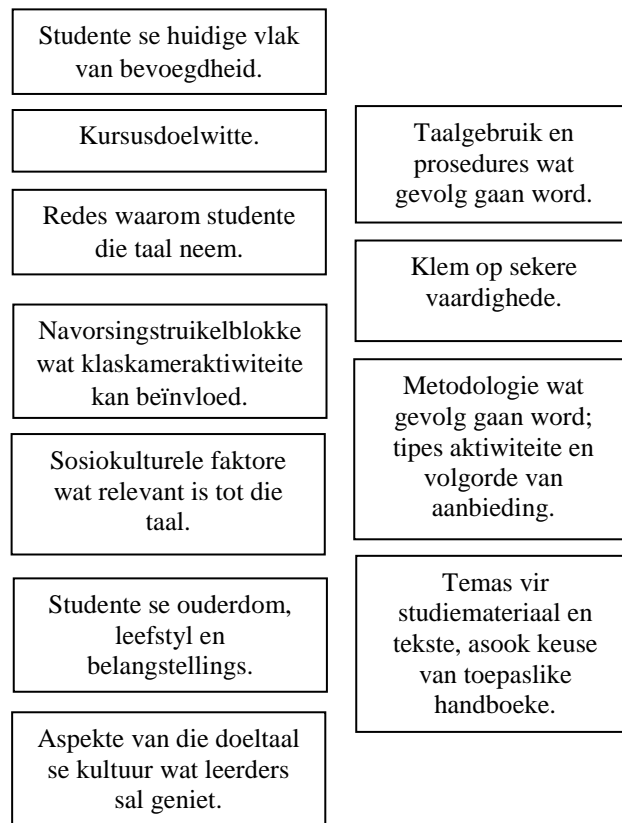 Studente se huidige vlak
van bevoegdheid.
Kursusdoelwitte.
Redes waarom studente
die taal neem.
Navorsingstruikelblokke
wat klaskameraktiwiteite
kan beïnvloed.
Sosiokulturele faktore
wat relevant is tot die
taal.
Studente se ouderdom,
leefstyl en
belangstellings.
Aspekte van die doeltaal
se kultuur wat leerders
sal geniet.
Taalgebruik en
prosedures wat
gevolg gaan word.
Klem op sekere
vaardighede.
Metodologie wat
gevolg gaan word;
tipes aktiwiteite en
volgorde van
aanbieding.
Temas vir
studiemateriaal en
tekste, asook keuse
van toepaslike
handboeke.